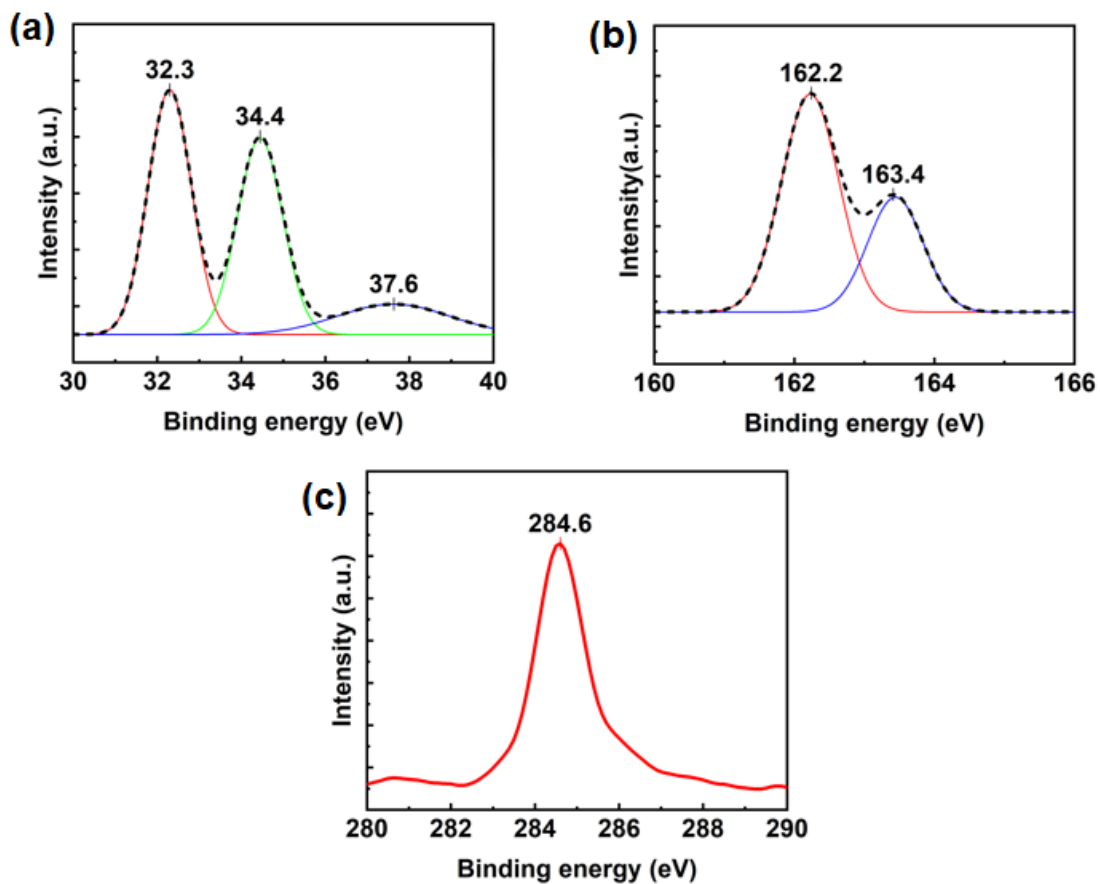 (a)
32.3
34.4
37.6
Intensity (a.u.)
30 32 34 36 38 40
Binding energy (eV)
(b)
162.2
163.4
Intensity(a.u.)
160 162 164 166
Binding energy (eV)
(c)
284.6
Intensity (a.u.)
280 282 284 286 288 290
Binding energy (eV)